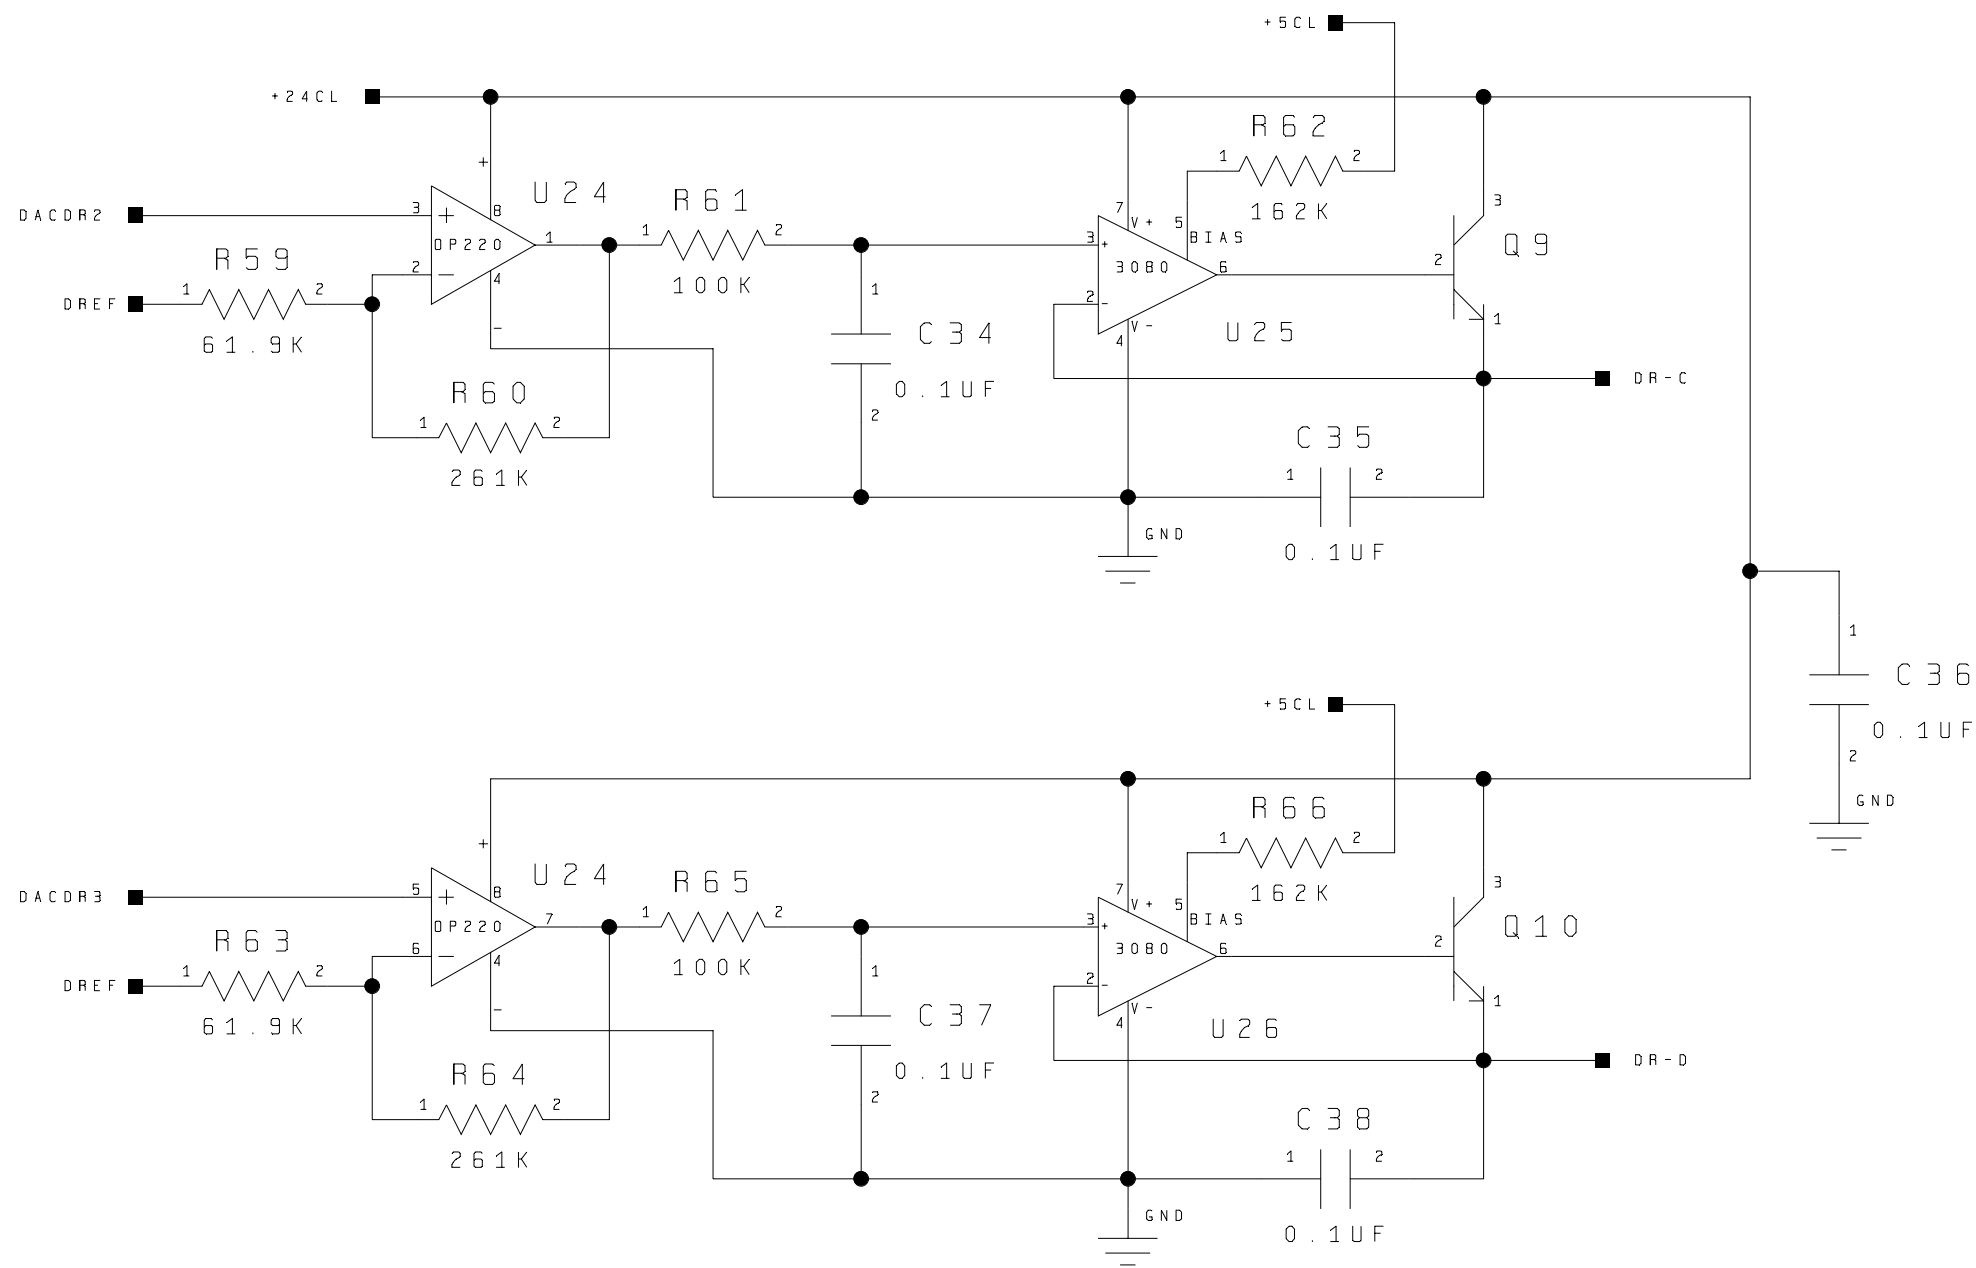 +5CL
+24CL
R62
1 2
162K
+
3
DACDR2
3 + 8
U24
R61
7 V+
5
BIAS
OP220
1
1 2
3 +
3080
6
2
Q9
R59
2 -
4
100K
1
2 -
1
DREF
1 2
-
C34
V-
U25
61.9K
4
0.1UF
DR-C
R60
2
1 2
C35
261K
1 2
GND
0.1UF
1
C36
+5CL
0.1UF
2
R66
GND
+
1 2
162K
3
DACDR3
5 + 8
U24
R65
7 V+
5
BIAS
OP220
7
1 2
3 +
3080
6
2
Q10
R63
6 -
4
100K
1
2 -
1
DREF
1 2
-
C37
V-
U26
61.9K
4
0.1UF
DR-D
R64
2
1 2
C38
261K
1 2
GND
0.1UF